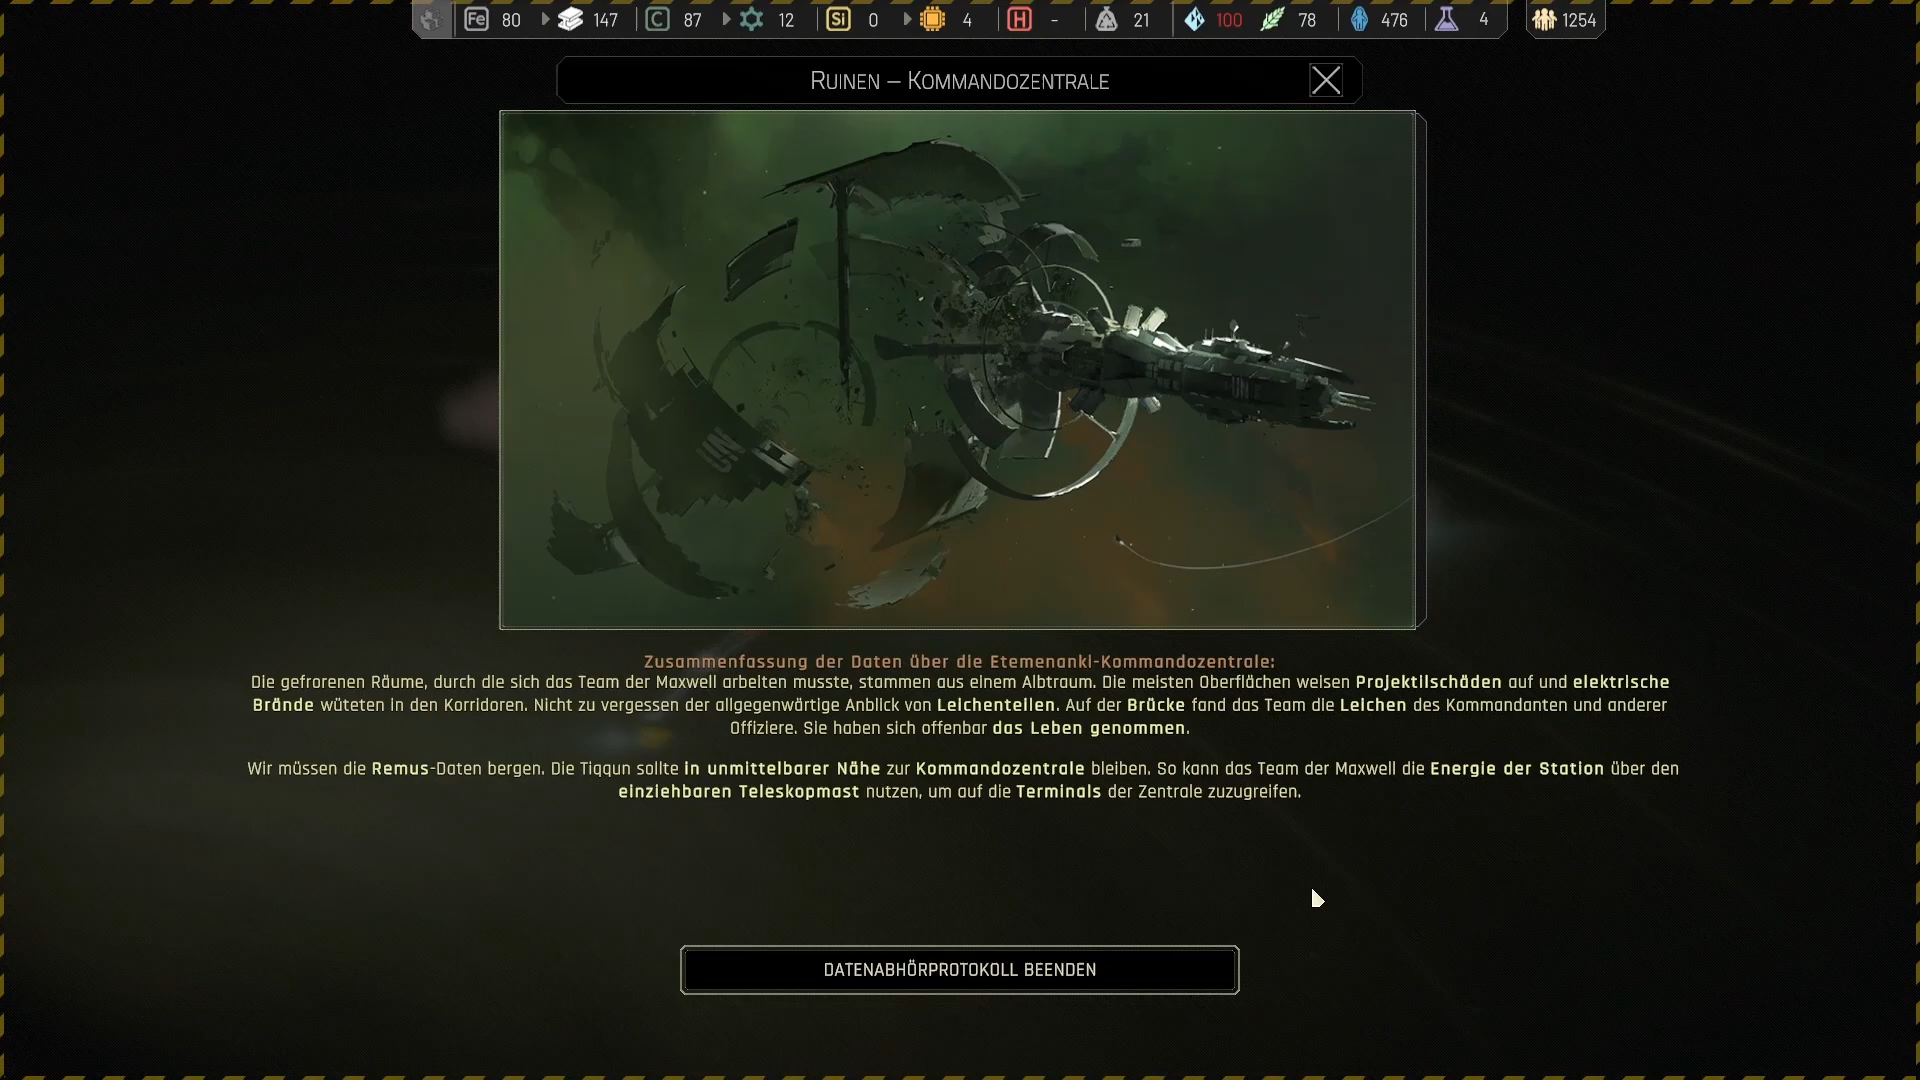 Fe 80 147 C 87 12 Si 0 4 H - 21 100 78 476 4 1254
Ruinen – Kommandozentrale
Zusammenfassung der Daten über die Etemenanki-Kommandozentrale:
Die gefrorenen Räume, durch die sich das Team der Maxwell arbeiten musste, stammen aus einem Albtraum. Die meisten Oberflächen weisen Projektilschäden auf und elektrische
Brände wüteten in den Korridoren. Nicht zu vergessen der allgegenwärtige Anblick von Leichenteilen. Auf der Brücke fand das Team die Leichen des Kommandanten und anderer
Offiziere. Sie haben sich offenbar das Leben genommen.
Wir müssen die Remus-Daten bergen. Die Tiqqun sollte in unmittelbarer Nähe zur Kommandozentrale bleiben. So kann das Team der Maxwell die Energie der Station über den
einziehbaren Teleskopmast nutzen, um auf die Terminals der Zentrale zuzugreifen.
DATENABHÖRPROTOKOLL BEENDEN